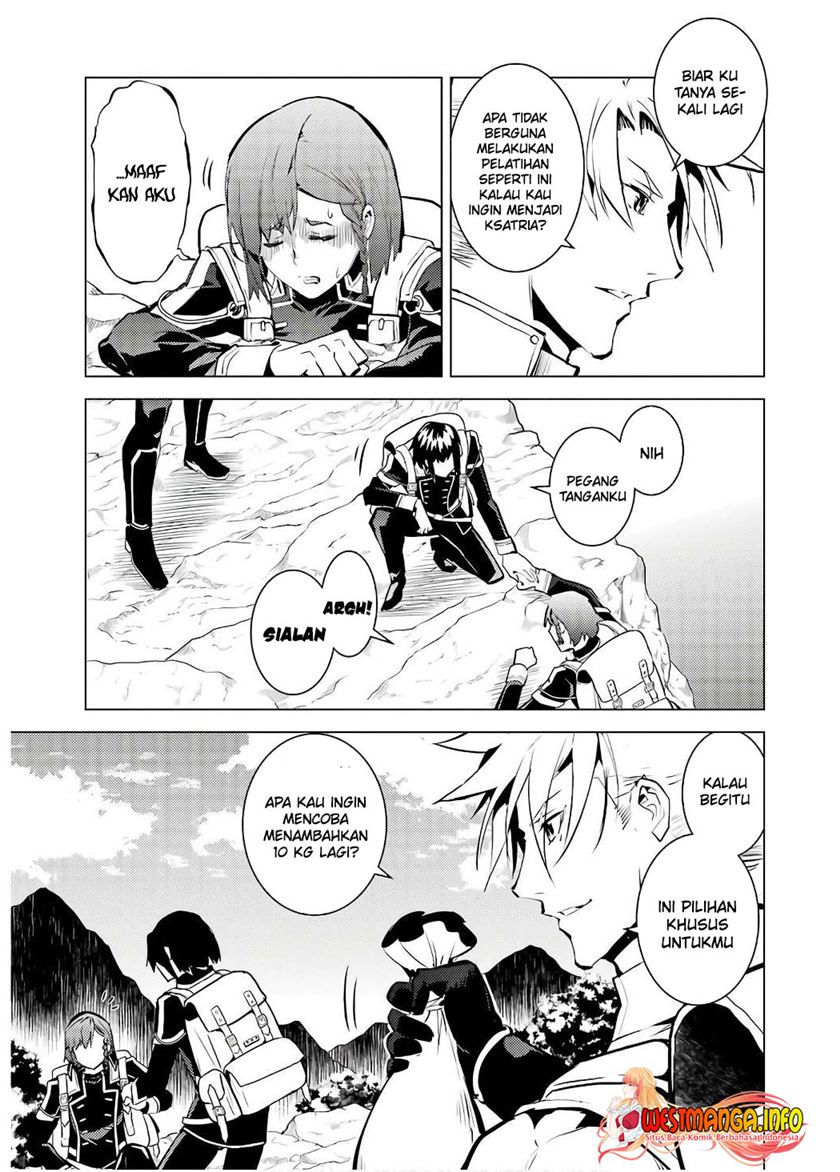 BIAR KU
TANYA SE-
KALI LAGI
APA TIDAK
BERGUNA
MELAKUKAN
PELATIHAN
SEPERTI INI
KALAU KAU
INGIN MENJADI
KSATRIA?
...MAAF
KAN AKU
NIH
PEGANG
TANGANKU
ARGH!
SIALAN
KALAU
BEGITU
INI PILIHAN
KHUSUS
UNTUKMU
APA KAU INGIN
MENCOBA
MENAMBAHKAN
10 KG LAGI?
WESTMANGA.INFO
Situs Baca Komik Berbahasa Indonesia